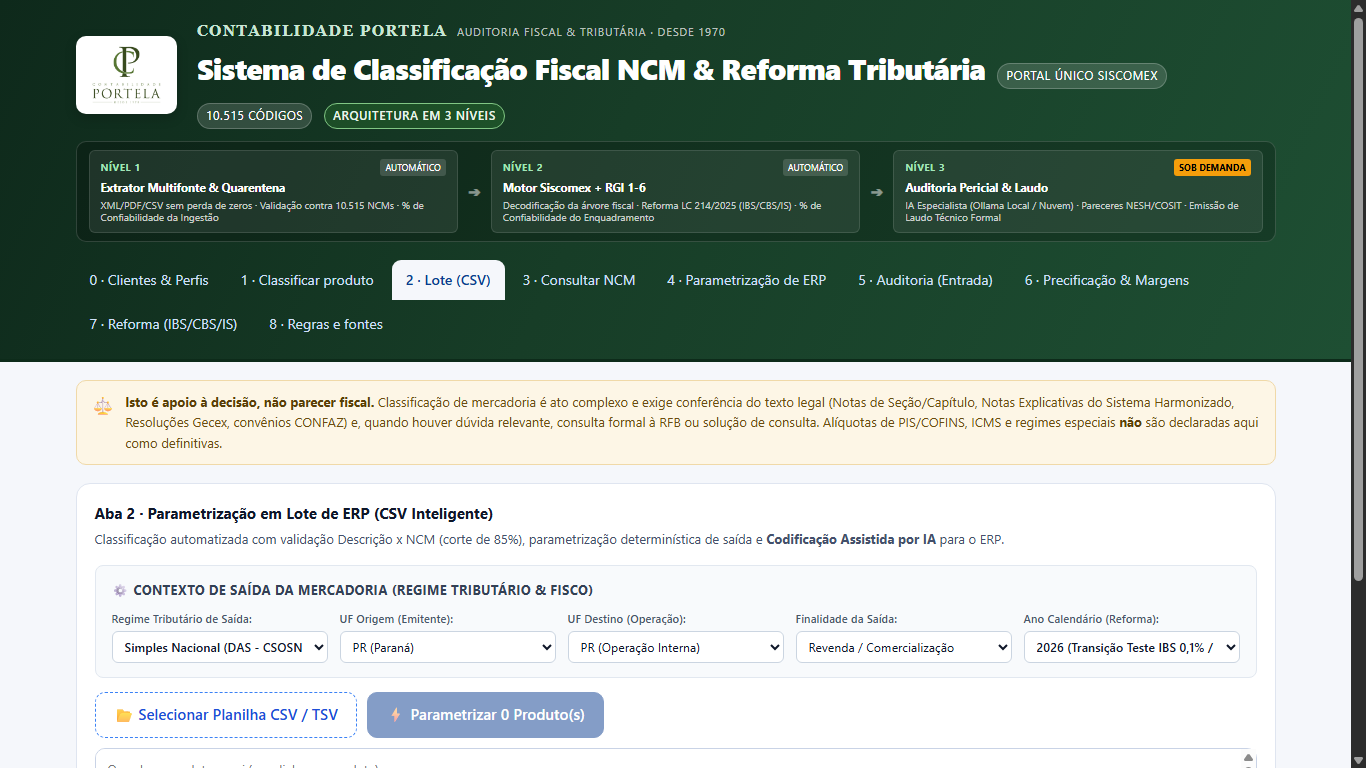 CONTABILIDADE PORTELA AUDITORIA FISCAL & TRIBUTÁRIA · DESDE 1970
CP
CONTABILIDADE
PORTELA
Sistema de Classificação Fiscal NCM & Reforma Tributária PORTAL ÚNICO SISCOMEX
10.515 CÓDIGOS ARQUITETURA EM 3 NÍVEIS
NÍVEL 1 AUTOMÁTICO
Extrator Multifonte & Quarentena
XML/PDF/CSV sem perda de zeros · Validação contra 10.515 NCMs · % de
Confiabilidade da Ingestão
➔
NÍVEL 2 AUTOMÁTICO
Motor Siscomex + RGI 1-6
Decodificação da árvore fiscal · Reforma LC 214/2025 (IBS/CBS/IS) · % de
Confiabilidade do Enquadramento
➔
NÍVEL 3 SOB DEMANDA
Auditoria Pericial & Laudo
IA Especialista (Ollama Local / Nuvem) · Pareceres NESH/COSIT · Emissão de
Laudo Técnico Formal
0 · Clientes & Perfis 1 · Classificar produto 2 · Lote (CSV) 3 · Consultar NCM 4 · Parametrização de ERP 5 · Auditoria (Entrada) 6 · Precificação & Margens
7 · Reforma (IBS/CBS/IS) 8 · Regras e fontes
Isto é apoio à decisão, não parecer fiscal. Classificação de mercadoria é ato complexo e exige conferência do texto legal (Notas de Seção/Capítulo, Notas Explicativas do Sistema Harmonizado,
Resoluções Gecex, convênios CONFAZ) e, quando houver dúvida relevante, consulta formal à RFB ou solução de consulta. Alíquotas de PIS/COFINS, ICMS e regimes especiais não são declaradas aqui
como definitivas.
Aba 2 · Parametrização em Lote de ERP (CSV Inteligente)
Classificação automatizada com validação Descrição x NCM (corte de 85%), parametrização determinística de saída e Codificação Assistida por IA para o ERP.
CONTEXTO DE SAÍDA DA MERCADORIA (REGIME TRIBUTÁRIO & FISCO)
Regime Tributário de Saída: UF Origem (Emitente): UF Destino (Operação): Finalidade da Saída: Ano Calendário (Reforma):
Simples Nacional (DAS - CSOSN PR (Paraná) PR (Operação Interna) Revenda / Comercialização 2026 (Transição Teste IBS 0,1% /
Selecionar Planilha CSV / TSV Parametrizar 0 Produto(s)